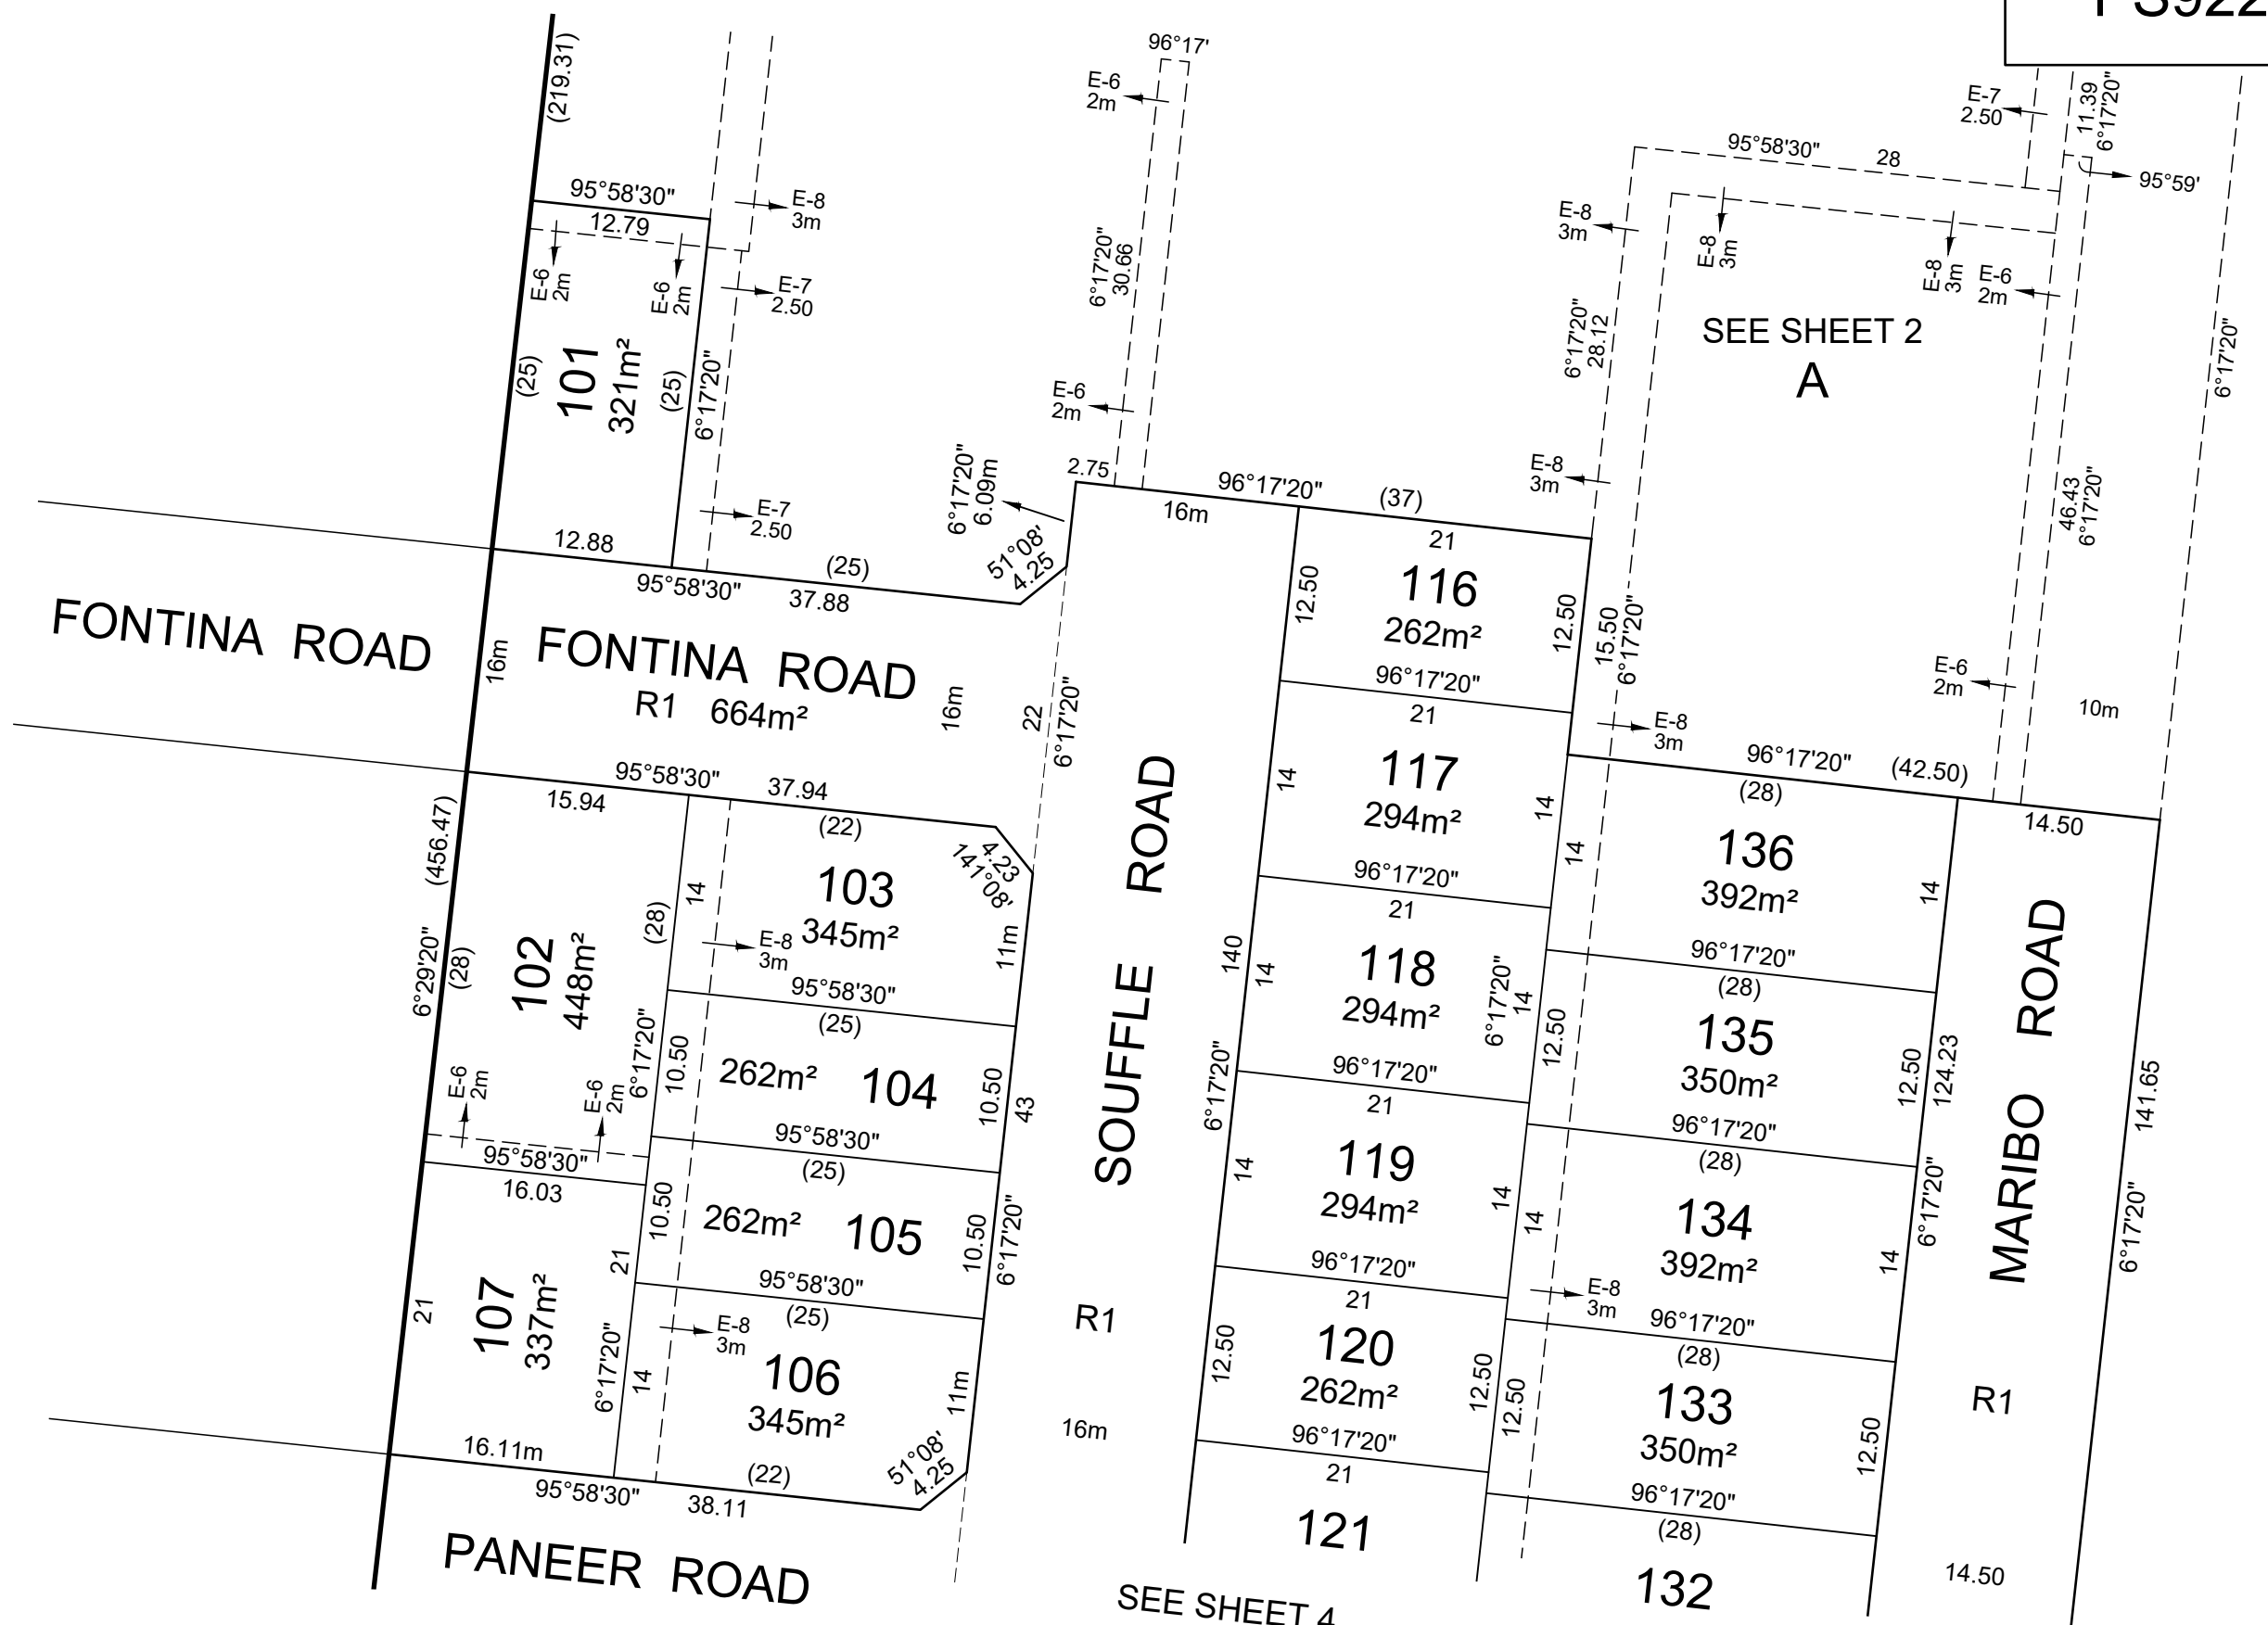 PS922
(219.31)
96°17'
E-6
2m
E-7
2.50
11.39
6°17'20"
95°58'30"
28
95°59'
95°58'30"
12.79
E-8
3m
E-6
2m
E-6
2m
E-7
2.50
6°17'20"
30.66
E-8
3m
E-8
3m
E-8
3m
E-6
2m
6°17'20"
28.12
SEE SHEET 2
A
6°17'20"
(25)
101
321m²
(25)
6°17'20"
E-6
2m
E-7
2.50
6°17'20"
6.09m
51°08'
4.25
2.75
96°17'20"
(37)
16m
E-8
3m
46.43
6°17'20"
12.88
95°58'30"
(25)
37.88
21
12.50
116
262m²
12.50
15.50
6°17'20"
96°17'20"
FONTINA ROAD
16m
FONTINA ROAD
R1 664m²
16m
22
6°17'20"
E-6
2m
10m
E-8
3m
96°17'20"
(42.50)
(28)
14.50
21
14
117
294m²
14
96°17'20"
95°58'30"
37.94
15.94
(22)
4.23
141°08'
(456.47)
6°29'20"
(28)
102
448m²
(28)
6°17'20"
14
103
345m²
E-8
3m
11m
95°58'30"
(25)
SOUFFLE ROAD
140
6°17'20"
21
14
118
294m²
6°17'20"
14
96°17'20"
14
136
392m²
14
96°17'20"
(28)
MARIBO ROAD
12.50
135
350m²
12.50
124.23
6°17'20"
96°17'20"
(28)
141.65
6°17'20"
10.50
262m² 104
10.50
43
6°17'20"
95°58'30"
(25)
E-6
2m
E-6
2m
95°58'30"
16.03
10.50
262m² 105
10.50
95°58'30"
(25)
21
14
119
294m²
14
96°17'20"
14
134
392m²
14
E-8
3m
96°17'20"
(28)
21
107
337m²
21
6°17'20"
14
E-8
3m
106
345m²
11m
51°08'
4.25
R1
16m
21
12.50
120
262m²
12.50
96°17'20"
21
12.50
133
350m²
12.50
96°17'20"
(28)
R1
16.11m
95°58'30"
(22)
38.11
121
132
14.50
PANEER ROAD
SEE SHEET 4